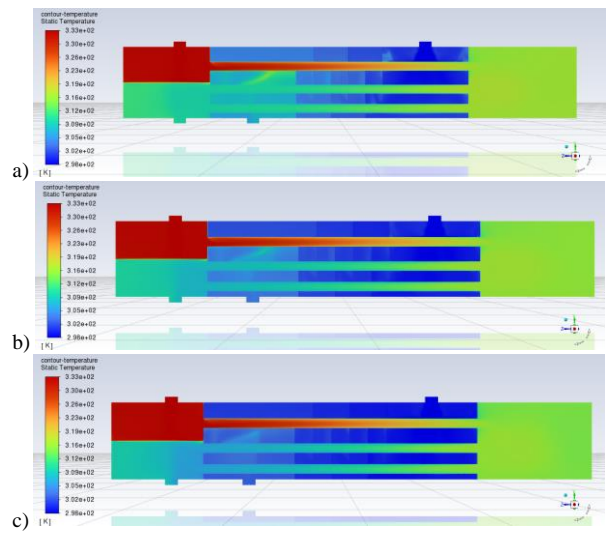 contour-temperature
Static Temperature
3.33e+02
3.30e+02
3.26e+02
3.23e+02
3.19e+02
3.16e+02
3.12e+02
3.09e+02
3.05e+02
3.02e+02
2.98e+02
[ K ]
a)
contour-temperature
Static Temperature
3.33e+02
3.30e+02
3.26e+02
3.23e+02
3.19e+02
3.16e+02
3.12e+02
3.09e+02
3.05e+02
3.02e+02
2.98e+02
[ K ]
b)
contour-temperature
Static Temperature
3.33e+02
3.30e+02
3.26e+02
3.23e+02
3.19e+02
3.16e+02
3.12e+02
3.09e+02
3.05e+02
3.02e+02
2.98e+02
[ K ]
c)